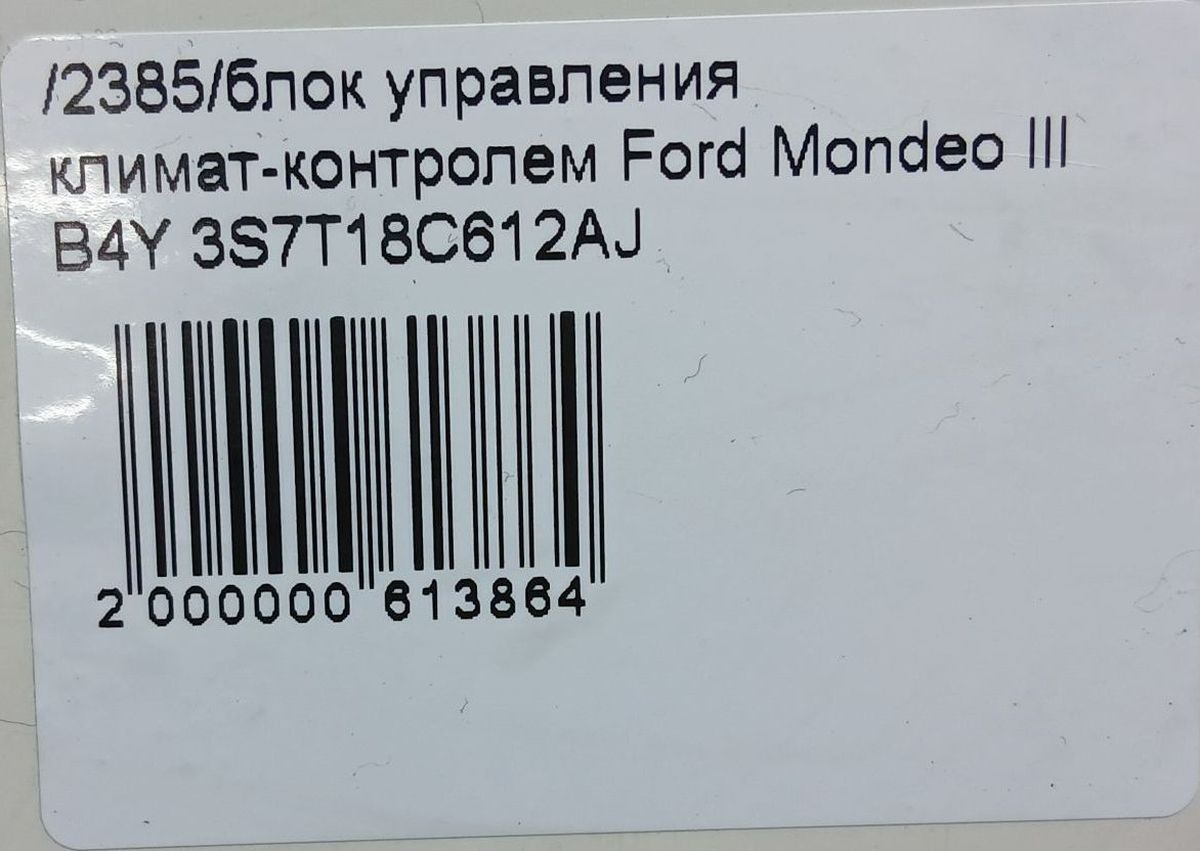 /2385/блок управления
климат-контролем Ford Mondeo III
B4Y 3S7T18C612AJ
2 000000 613864